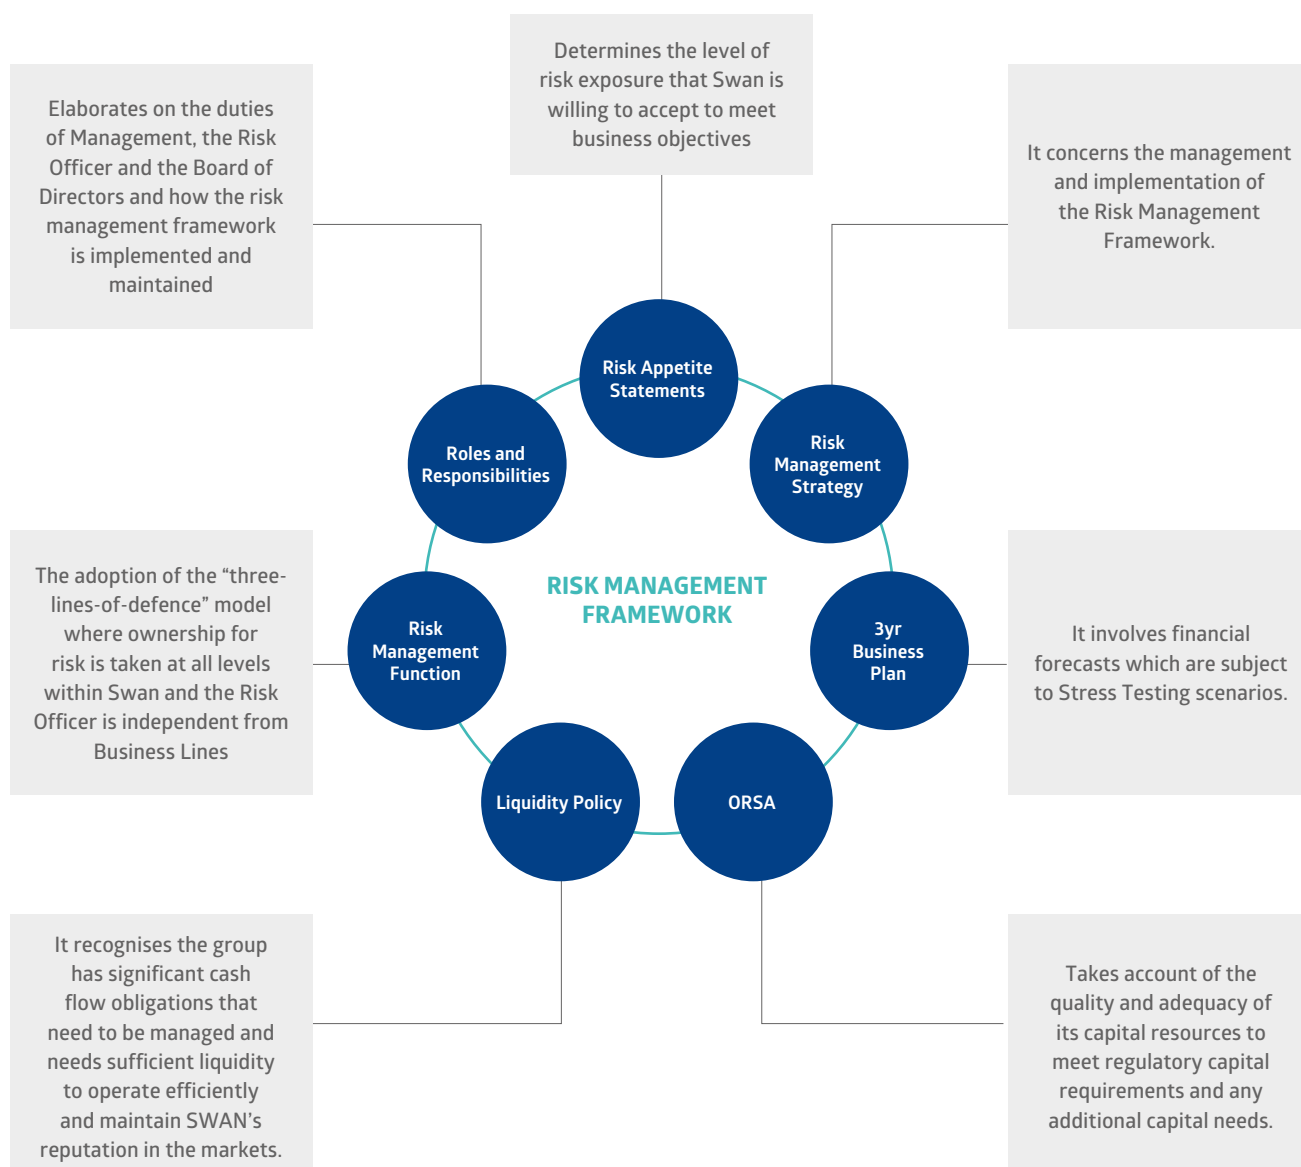 Determines the level of
risk exposure that Swan is
willing to accept to meet
business objectives
Elaborates on the duties
of Management, the Risk
Officer and the Board of
Directors and how the risk
management framework
is implemented and
maintained
It concerns the management
and implementation of
the Risk Management
Framework.
Risk Appetite
Statements
Roles and
Responsibilities
Risk
Management
Strategy
RISK MANAGEMENT
FRAMEWORK
The adoption of the “three-
lines-of-defence” model
where ownership for
risk is taken at all levels
within Swan and the Risk
Officer is independent from
Business Lines
Risk
Management
Function
3yr
Business
Plan
It involves financial
forecasts which are subject
to Stress Testing scenarios.
Liquidity Policy
ORSA
It recognises the group
has significant cash
flow obligations that
need to be managed and
needs sufficient liquidity
to operate efficiently
and maintain SWAN’s
reputation in the markets.
Takes account of the
quality and adequacy of
its capital resources to
meet regulatory capital
requirements and any
additional capital needs.